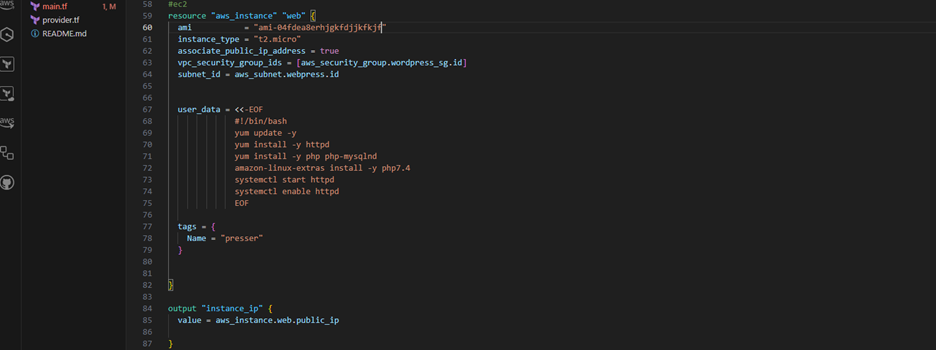 main.tf 1, M
provider.tf
README.md
aws
aws
58 #ec2
59 resource "aws_instance" "web" {
60 ami = "ami-04fdea8erhjgkfdjjkfkjf"
61 instance_type = "t2.micro"
62 associate_public_ip_address = true
63 vpc_security_group_ids = [aws_security_group.wordpress_sg.id]
64 subnet_id = aws_subnet.webpress.id
65
66
67 user_data = <<-EOF
68 #!/bin/bash
69 yum update -y
70 yum install -y httpd
71 yum install -y php php-mysqlnd
72 amazon-linux-extras install -y php7.4
73 systemctl start httpd
74 systemctl enable httpd
75 EOF
76
77 tags = {
78 Name = "presser"
79 }
80
81
82 }
83
84 output "instance_ip" {
85 value = aws_instance.web.public_ip
86
87 }